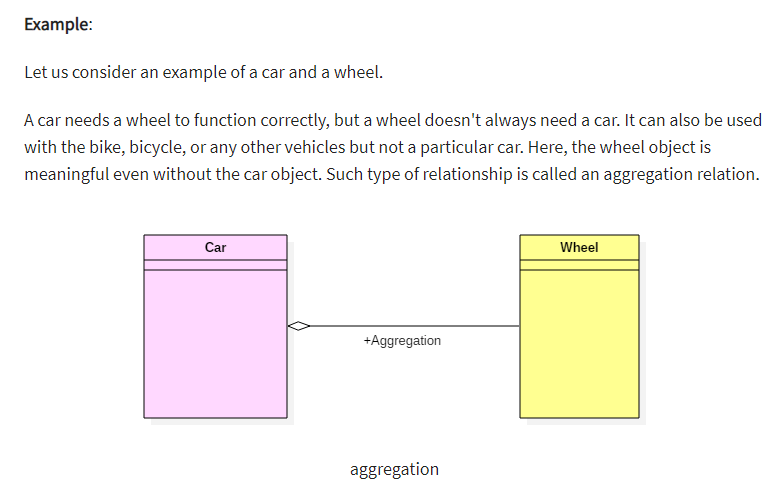 Example:
Let us consider an example of a car and a wheel.
A car needs a wheel to function correctly, but a wheel doesn't always need a car. It can also be used
with the bike, bicycle, or any other vehicles but not a particular car. Here, the wheel object is
meaningful even without the car object. Such type of relationship is called an aggregation relation.
Car
Wheel
+Aggregation
aggregation